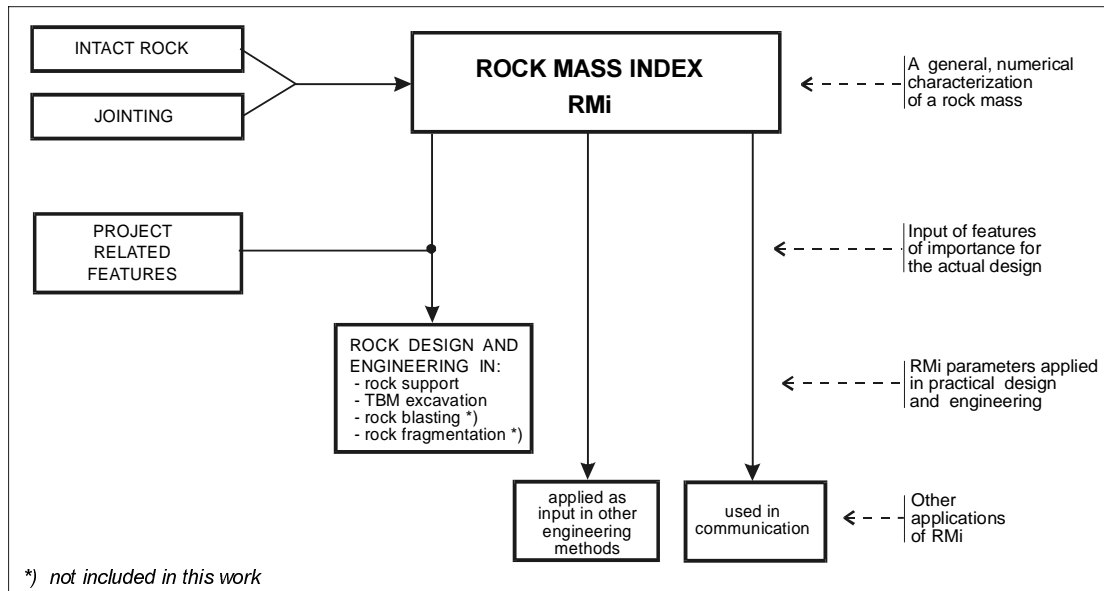 INTACT ROCK
JOINTING
ROCK MASS INDEX
RMi
A general, numerical
characterization
of a rock mass
PROJECT
RELATED
FEATURES
Input of features
of importance for
the actual design
ROCK DESIGN AND
ENGINEERING IN:
- rock support
- TBM excavation
- rock blasting *)
- rock fragmentation *)
RMi parameters applied
in practical design
and engineering
applied as
input in other
engineering
methods
used in
communication
Other
applications
of RMi
*) not included in this work